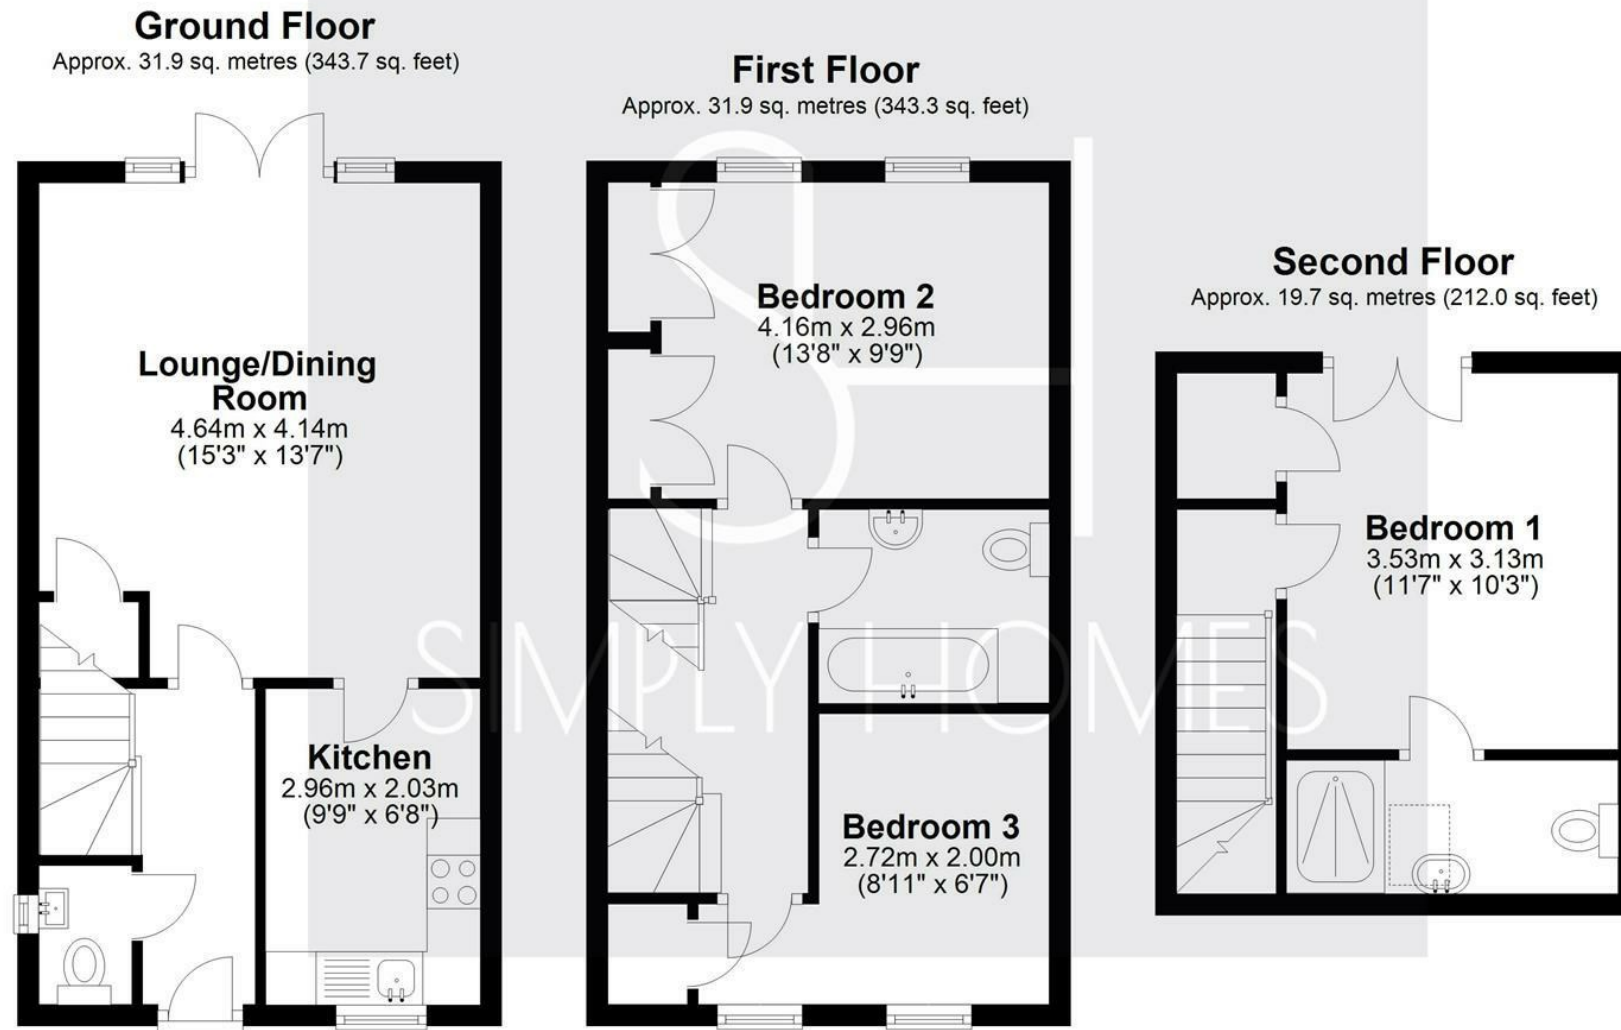 Ground Floor
Approx. 31.9 sq. metres (343.7 sq. feet)
Lounge/Dining
Room
4.64m x 4.14m
(15'3" x 13'7")
Kitchen
2.96m x 2.03m
(9'9" x 6'8")
First Floor
Approx. 31.9 sq. metres (343.3 sq. feet)
Bedroom 2
4.16m x 2.96m
(13'8" x 9'9")
Bedroom 3
2.72m x 2.00m
(8'11" x 6'7")
Second Floor
Approx. 19.7 sq. metres (212.0 sq. feet)
Bedroom 1
3.53m x 3.13m
(11'7" x 10'3")
SH
SIMPLY HOMES